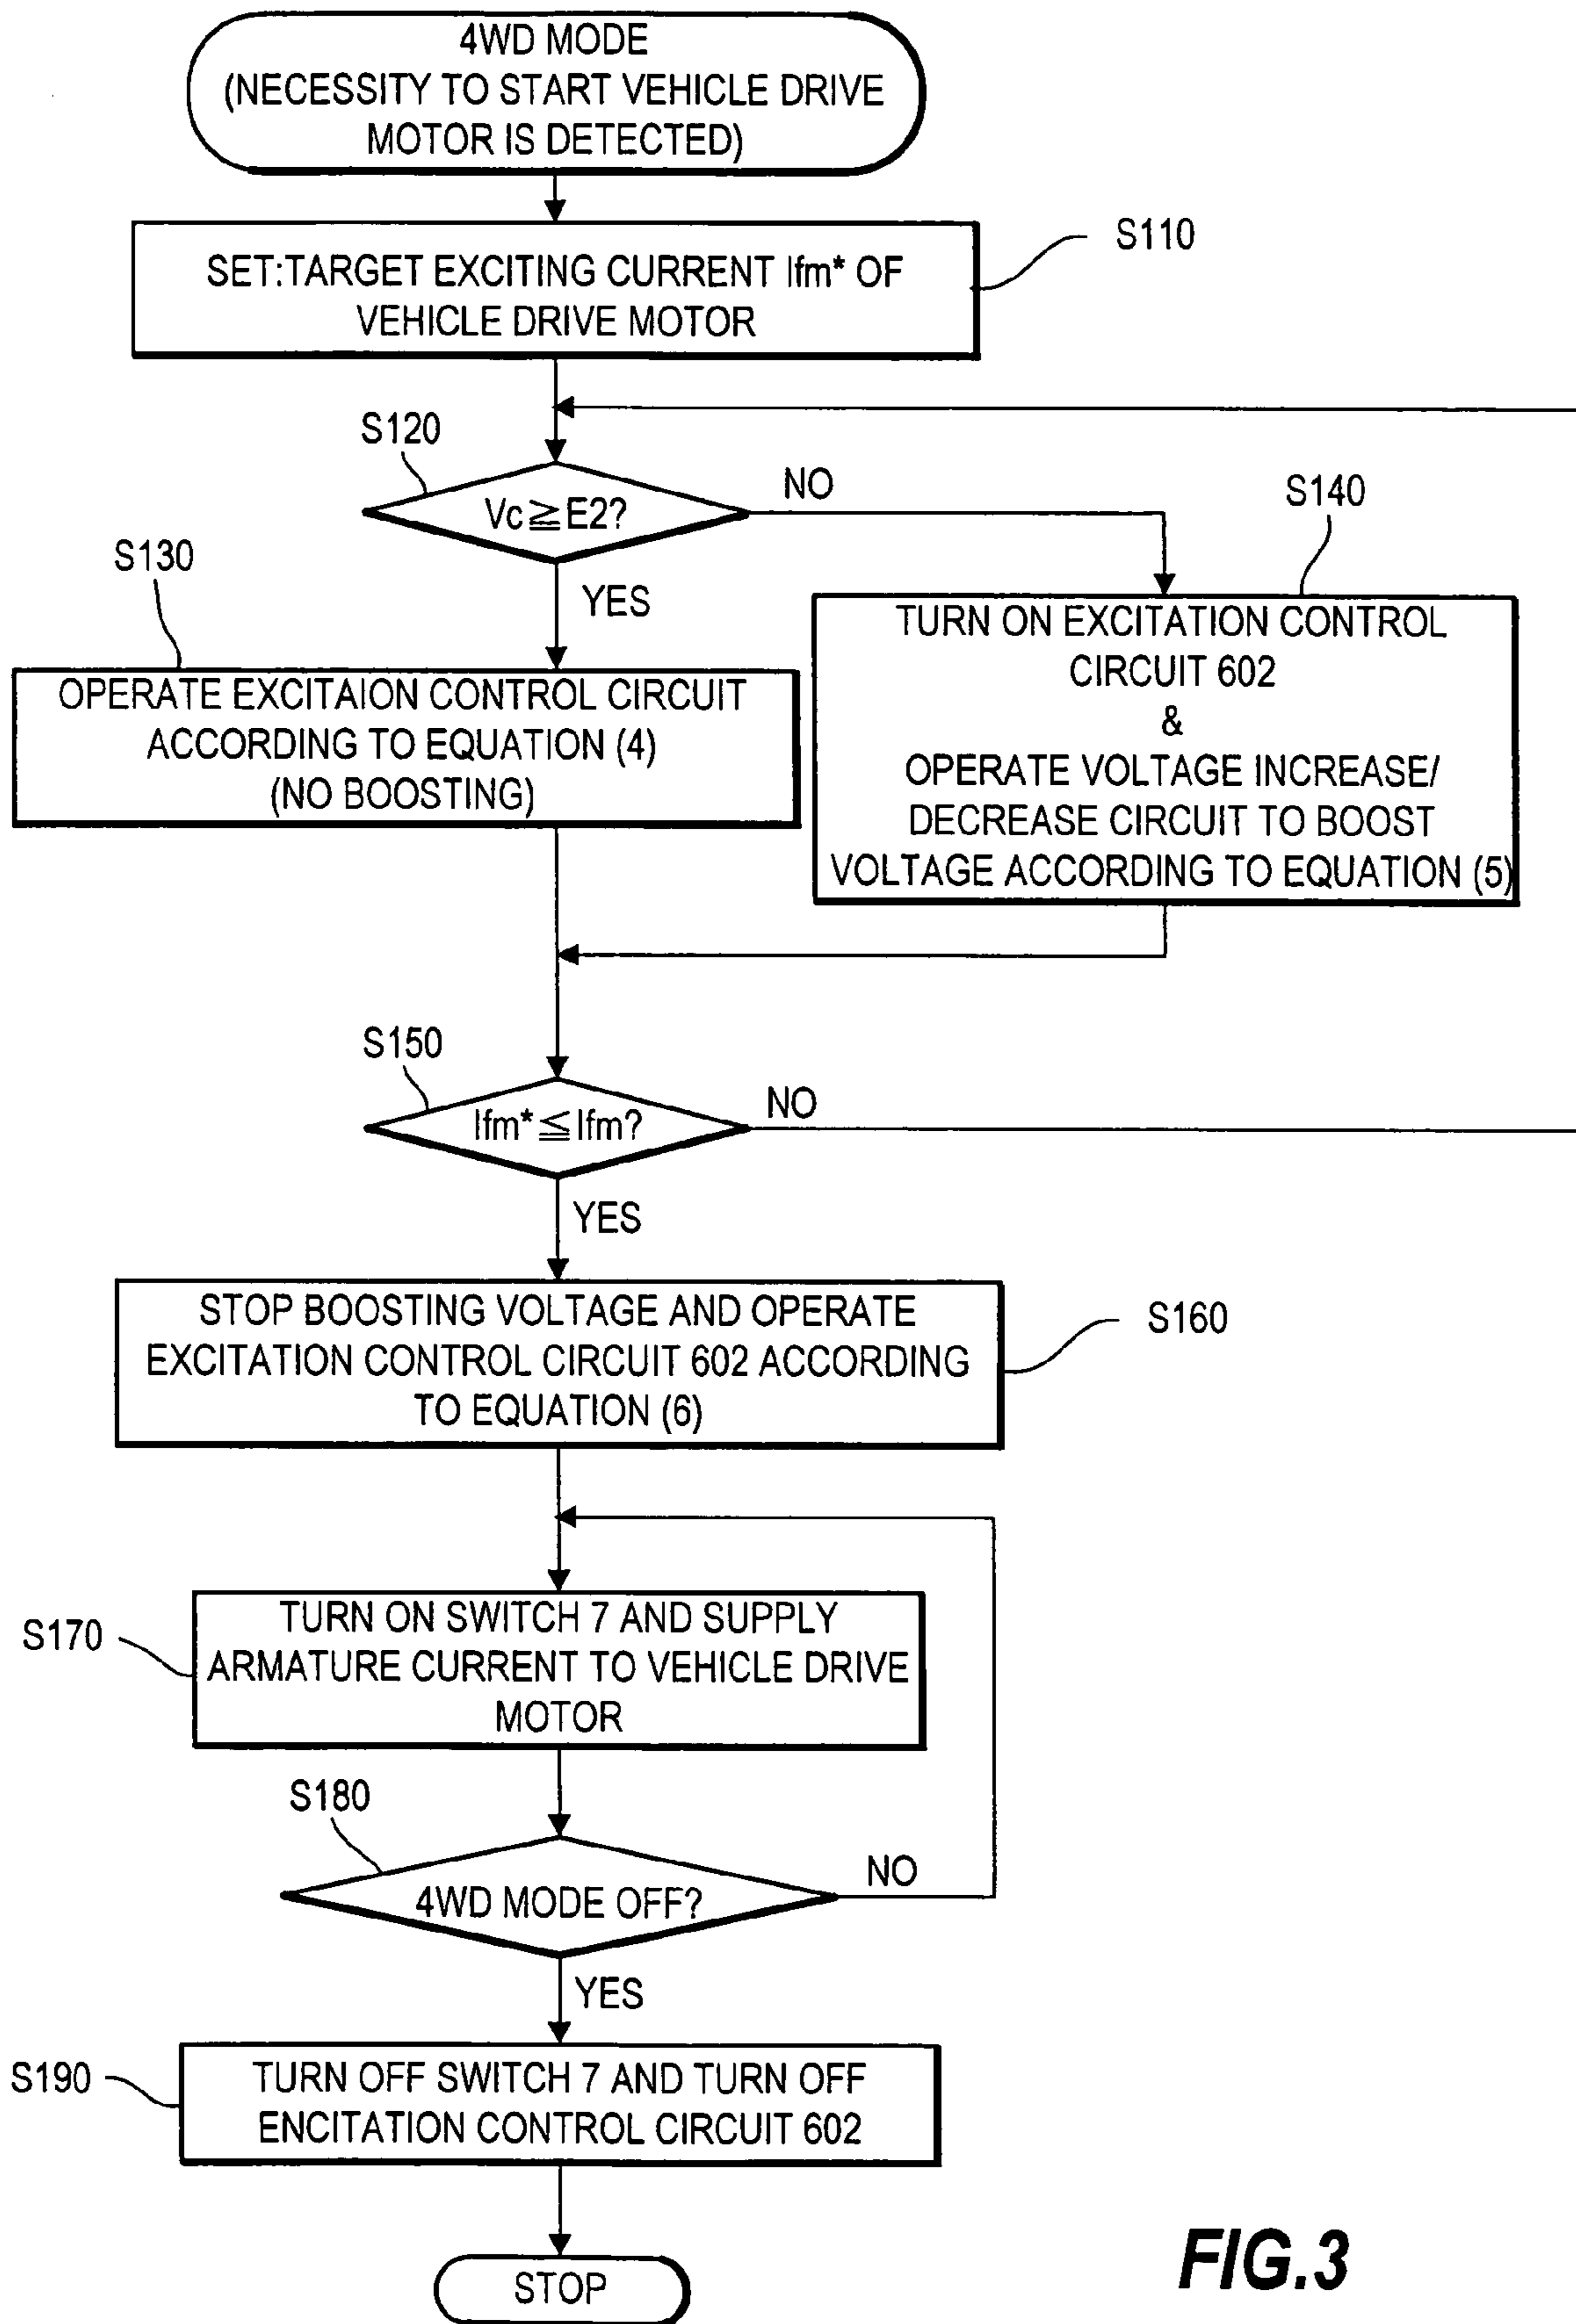 4WD MODE
(NECESSITY TO START VEHICLE DRIVE
MOTOR IS DETECTED)
S110
SET:TARGET EXCITING CURRENT Ifm* OF
VEHICLE DRIVE MOTOR
S120
Vc≧E2?
NO
YES
S130
OPERATE EXCITAION CONTROL CIRCUIT
ACCORDING TO EQUATION (4)
(NO BOOSTING)
S140
TURN ON EXCITATION CONTROL
CIRCUIT 602
&
OPERATE VOLTAGE INCREASE/
DECREASE CIRCUIT TO BOOST
VOLTAGE ACCORDING TO EQUATION (5)
S150
Ifm*≦Ifm?
NO
YES
S160
STOP BOOSTING VOLTAGE AND OPERATE
EXCITATION CONTROL CIRCUIT 602 ACCORDING
TO EQUATION (6)
S170
TURN ON SWITCH 7 AND SUPPLY
ARMATURE CURRENT TO VEHICLE DRIVE
MOTOR
S180
4WD MODE OFF?
NO
YES
S190
TURN OFF SWITCH 7 AND TURN OFF
ENCITATION CONTROL CIRCUIT 602
STOP
FIG.3